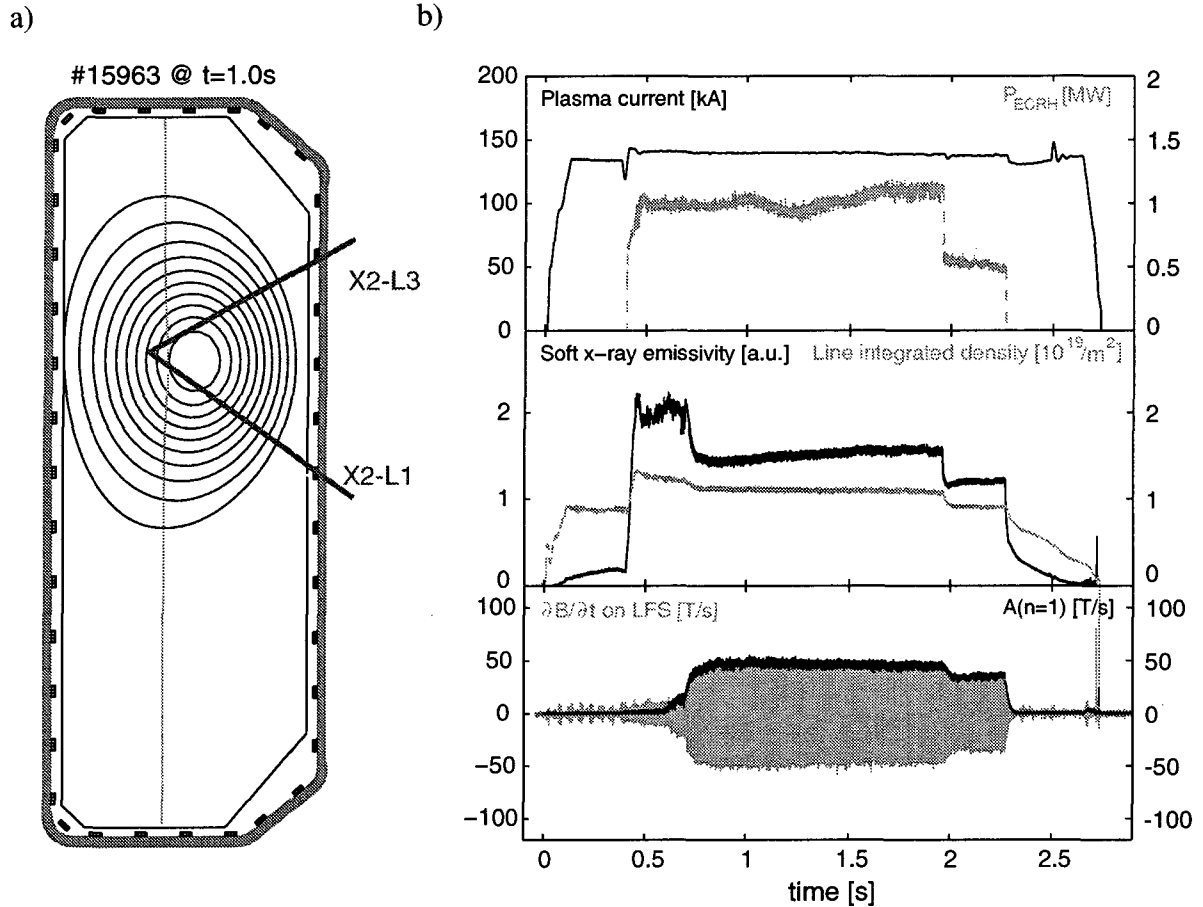 a)
b)
#15963 @ t=1.0s
X2-L3
X2-L1
Plasma current [kA]
P_ECRH [MW]
200
150
100
50
0
2
1.5
1
0.5
0
Soft x-ray emissivity [a.u.]
Line integrated density [10^19/m^2]
2
1
0
2
1
0
∂B/∂t on LFS [T/s]
A(n=1) [T/s]
100
50
0
-50
-100
100
50
0
-50
-100
0
0.5
1
1.5
2
2.5
time [s]